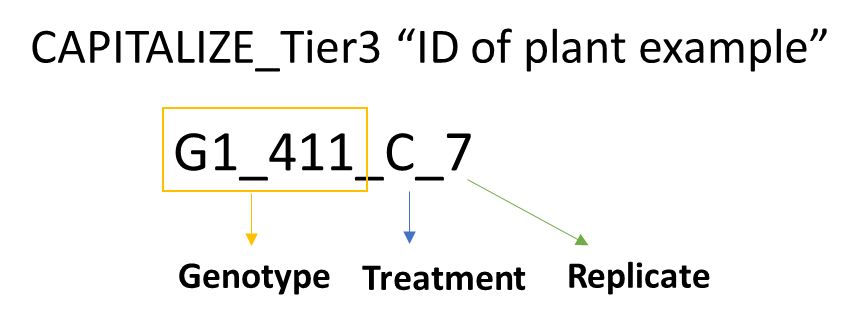 CAPITALIZE_Tier3 “ID of plant example”
G1_411_C_7
Genotype Treatment Replicate